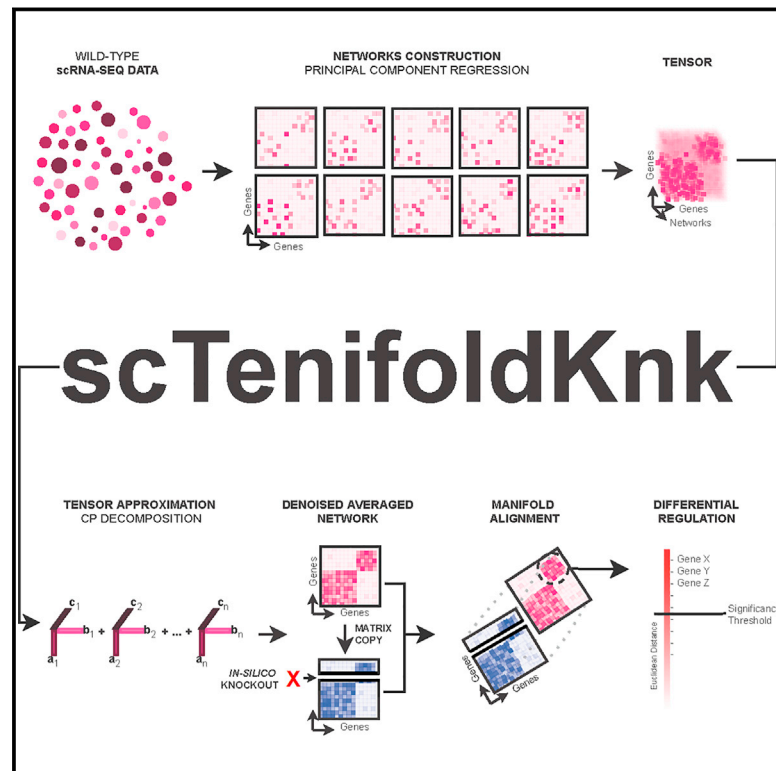 WILD-TYPE
scRNA-SEQ DATA
NETWORKS CONSTRUCTION
PRINCIPAL COMPONENT REGRESSION
TENSOR
Genes
Genes
Genes
Genes
Networks
scTenifoldKnk
TENSOR APPROXIMATION
CP DECOMPOSITION
DENOISED AVERAGED
NETWORK
MANIFOLD
ALIGNMENT
DIFFERENTIAL
REGULATION
c1
c2
cn
b1 + b2 + ... + bn
a1
a2
an
Genes
Genes
MATRIX
COPY
IN-SILICO
KNOCKOUT
X
Genes
Genes
Gene X
Gene Y
Gene Z
Significance
Threshold
Euclidean Distance